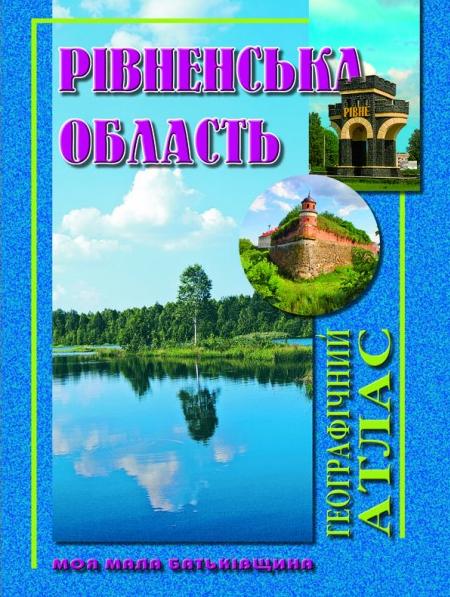 РІВНЕНСЬКА
ОБЛАСТЬ
РІВНЕ
ГЕОГРАФІЧНИЙ
АТЛАС
МОЯ МАЛА БАТЬКІВЩИНА